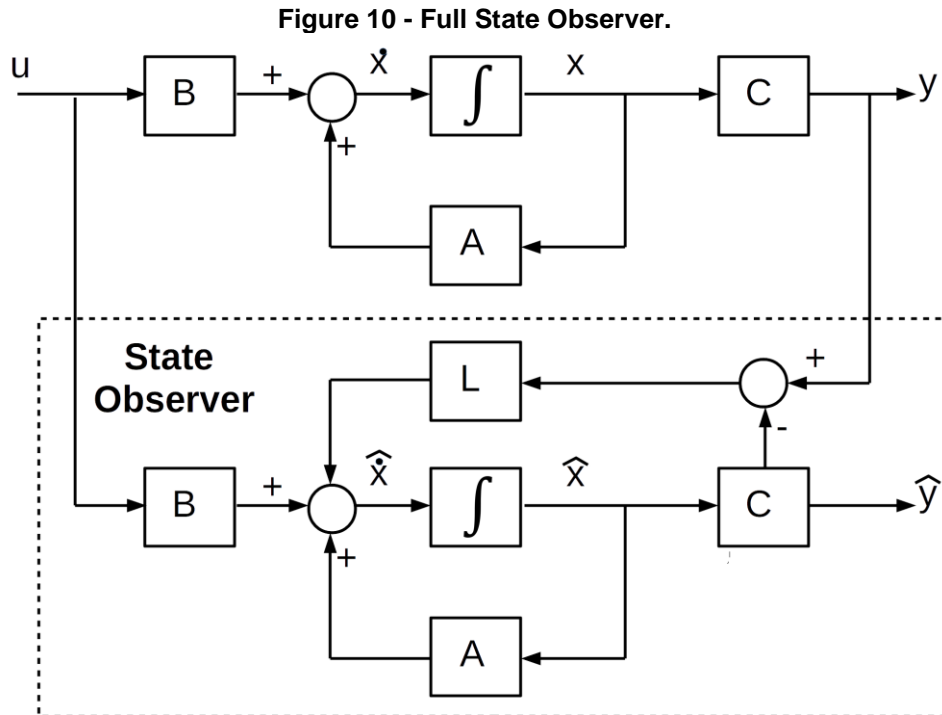 Figure 10 - Full State Observer.
u
B
+
ẋ
∫
x
C
y
+
A
State
Observer
L
+
-
B
+
x̂̇
∫
x̂
C
ŷ
+
A